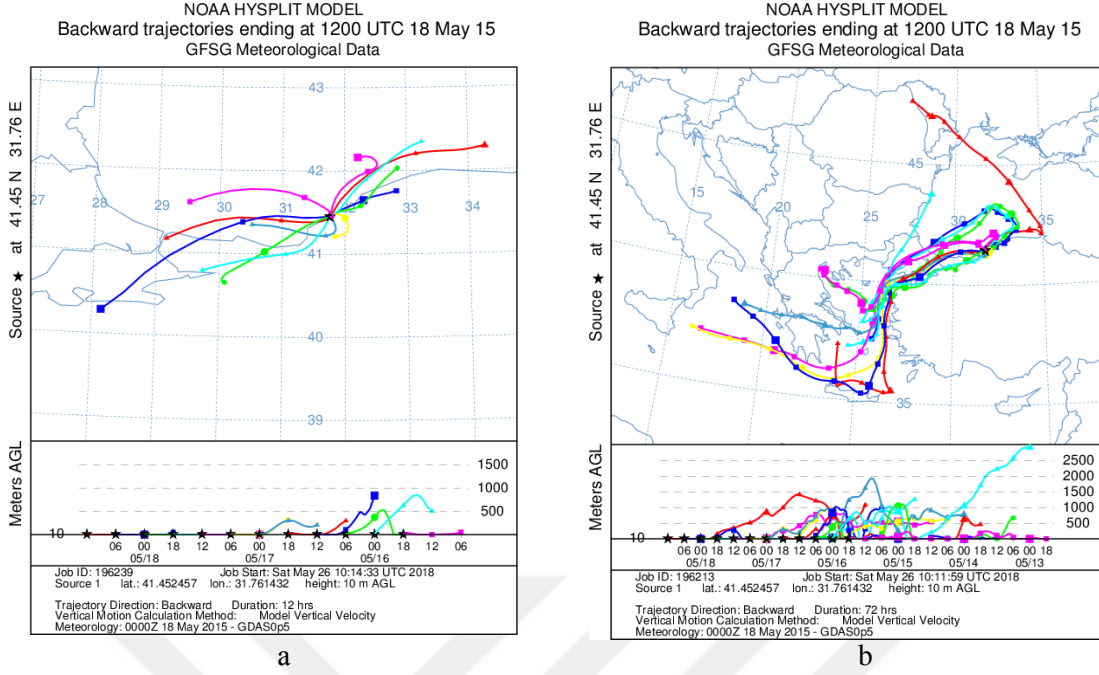 NOAA HYSPLIT MODEL
Backward trajectories ending at 1200 UTC 18 May 15
GFSG Meteorological Data
Source ★ at 41.45 N 31.76 E
43
42
27
28
29
30
31
32
33
34
41
40
39
Meters AGL
1500
1000
500
10
06 00 18 12 06 00 18 12 06 00 18 12 06
05/18 05/17 05/16
Job ID: 196239 Job Start: Sat May 26 10:14:33 UTC 2018
Source 1 lat.: 41.452457 lon.: 31.761432 height: 10 m AGL
Trajectory Direction: Backward Duration: 12 hrs
Vertical Motion Calculation Method: Model Vertical Velocity
Meteorology: 0000Z 18 May 2015 - GDAS0p5
a
NOAA HYSPLIT MODEL
Backward trajectories ending at 1200 UTC 18 May 15
GFSG Meteorological Data
Source ★ at 41.45 N 31.76 E
45
15
20
25
30
35
35
Meters AGL
2500
2000
1500
1000
500
10
06 00 18 12 06 00 18 12 06 00 18 12 06 00 18 12 06 00 18 12 06 00 18
05/18 05/17 05/16 05/15 05/14 05/13
Job ID: 196213 Job Start: Sat May 26 10:11:59 UTC 2018
Source 1 lat.: 41.452457 lon.: 31.761432 height: 10 m AGL
Trajectory Direction: Backward Duration: 72 hrs
Vertical Motion Calculation Method: Model Vertical Velocity
Meteorology: 0000Z 18 May 2015 - GDAS0p5
b